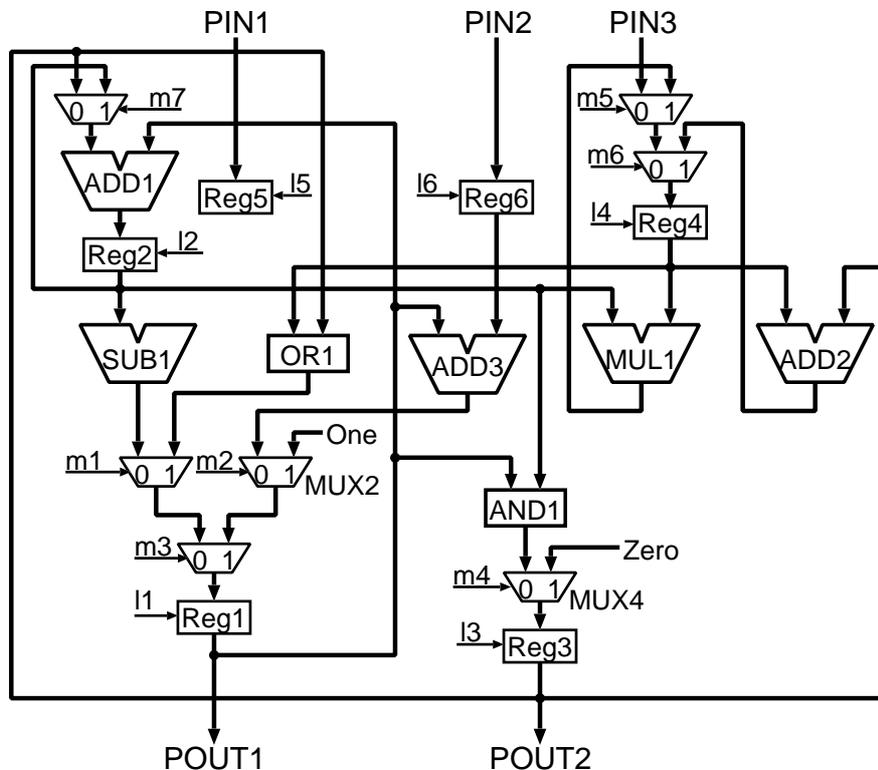 PIN1 PIN2 PIN3
0 1 m7
m5 0 1
ADD1
m6 0 1
Reg5 l5
l6 Reg6
l4 Reg4
Reg2 l2
SUB1
OR1
ADD3
MUL1
ADD2
One
m1 0 1
m2 0 1
MUX2
AND1
m3 0 1
Zero
m4 0 1
MUX4
l1 Reg1
l3 Reg3
POUT1 POUT2